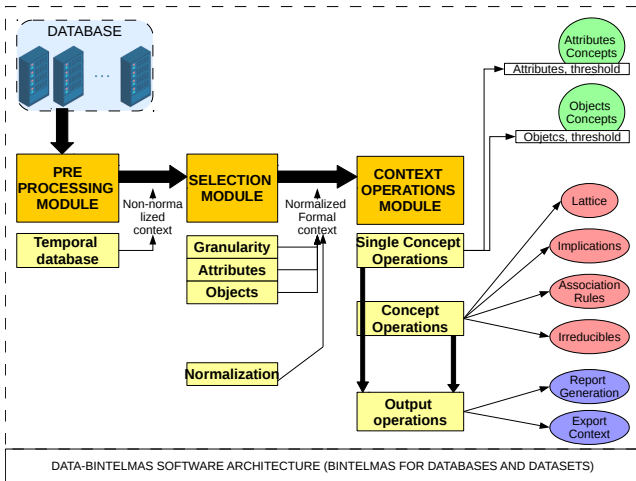 DATABASE
...
Attributes
Concepts
Attributes, threshold
Objects
Concepts
Objetcs, threshold
PRE
PROCESSING
MODULE
SELECTION
MODULE
CONTEXT
OPERATIONS
MODULE
Non-norma
lized
context
Normalized
Formal
context
Temporal
database
Granularity
Attributes
Objects
Normalization
Single Concept
Operations
Concept
Operations
Output
operations
Lattice
Implications
Association
Rules
Irreducibles
Report
Generation
Export
Context
DATA-BINTELMAS SOFTWARE ARCHITECTURE (BINTELMAS FOR DATABASES AND DATASETS)